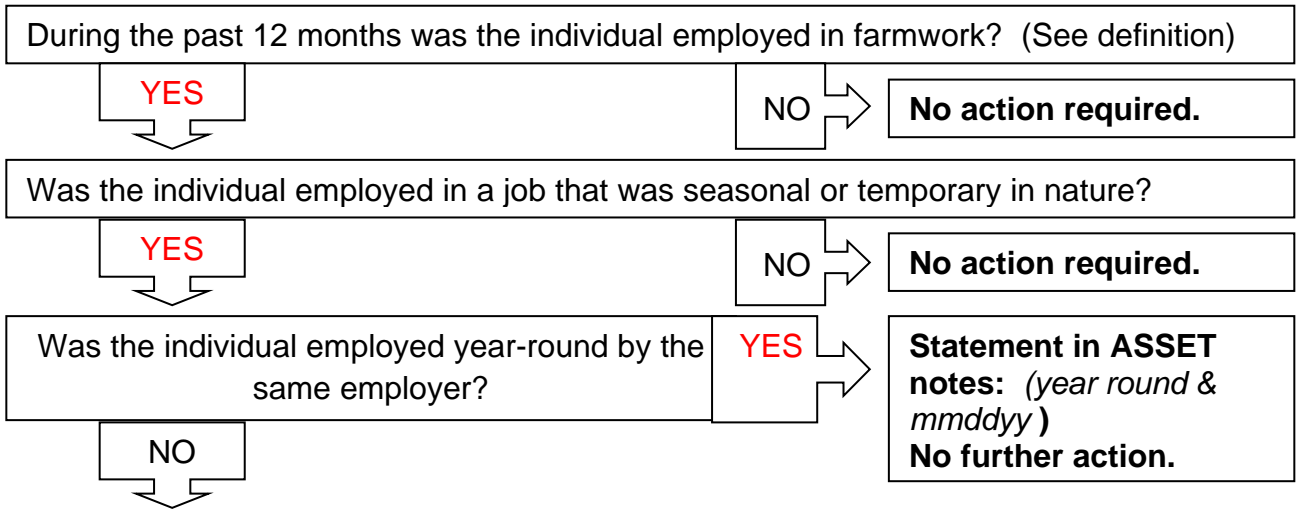 During the past 12 months was the individual employed in farmwork?  (See definition)
YES
NO
No action required.
Was the individual employed in a job that was seasonal or temporary in nature?
YES
NO
No action required.
Was the individual employed year-round by the
same employer?
YES
Statement in ASSET
notes:  (year round &
mmddyy )
No further action.
NO